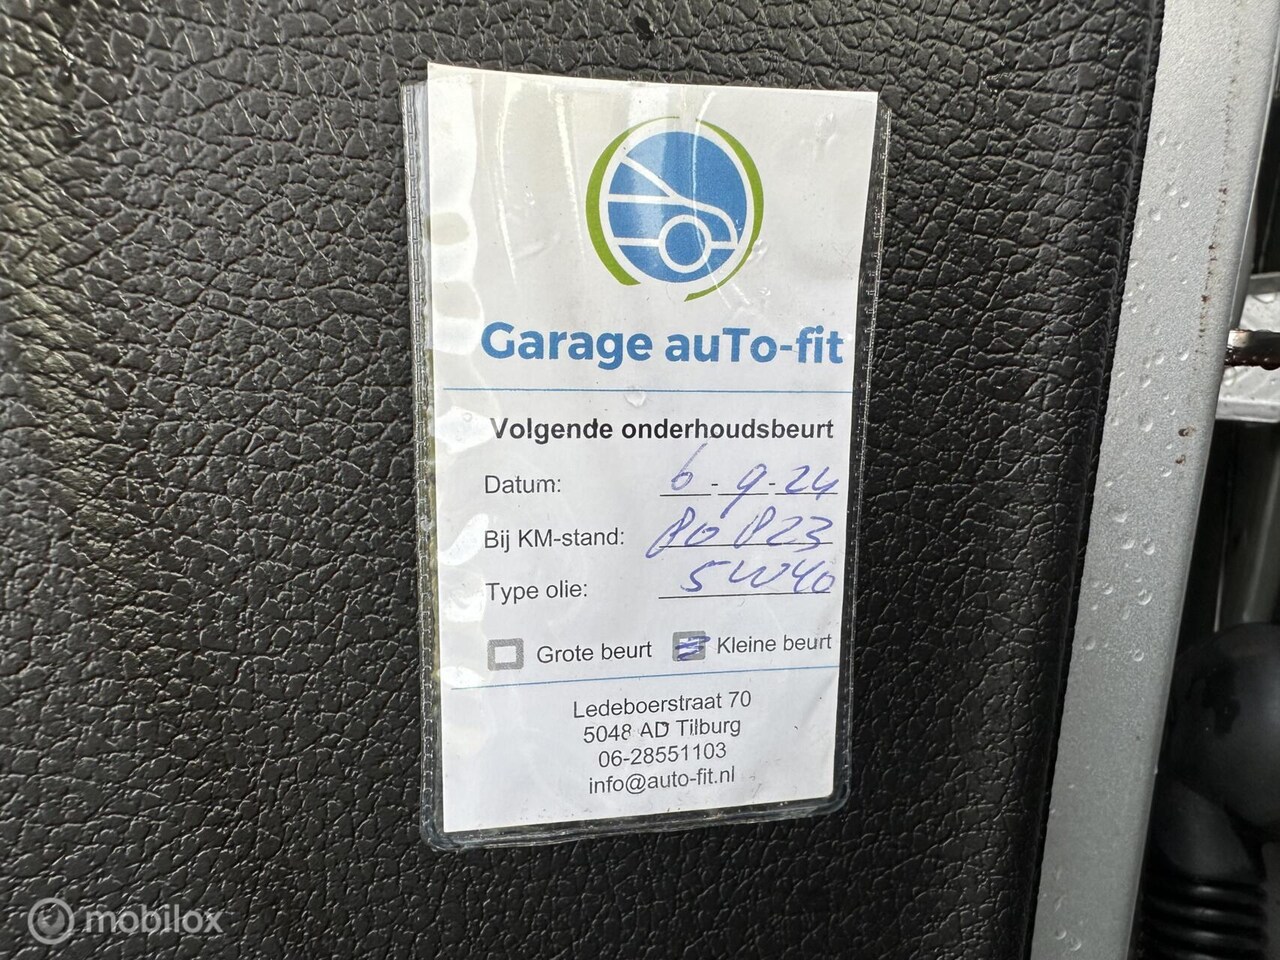 Garage auTo-fit
Volgende onderhoudsbeurt
Datum: 6-9-24
Bij KM-stand: 80823
Type olie: 5W40
Grote beurt Kleine beurt
Ledeboerstraat 70
5048 AD Tilburg
06-28551103
info@auto-fit.nl
mobilox